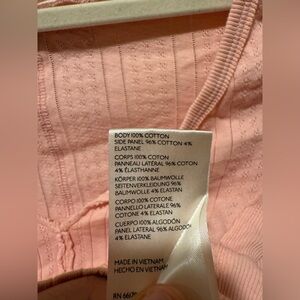 BODY 100% COTTON
SIDE PANEL 96% COTTON 4%
ELASTANE
CORPS 100% COTON
PANNEAU LATÉRAL 96% COTON
4% ÉLASTHANNE
KÖRPER 100% BAUMWOLLE
SEITENVERKLEIDUNG 96%
BAUMWOLLE 4% ELASTAN
CORPO 100% COTONE
PANNELLO LATERALE 96%
COTONE 4% ELASTAN
CUERPO 100% ALGODÓN
PANEL LATERAL 96% ALGODÓN
4% ELASTANO
MADE IN VIETNAM
HECHO EN VIETNAM
RN